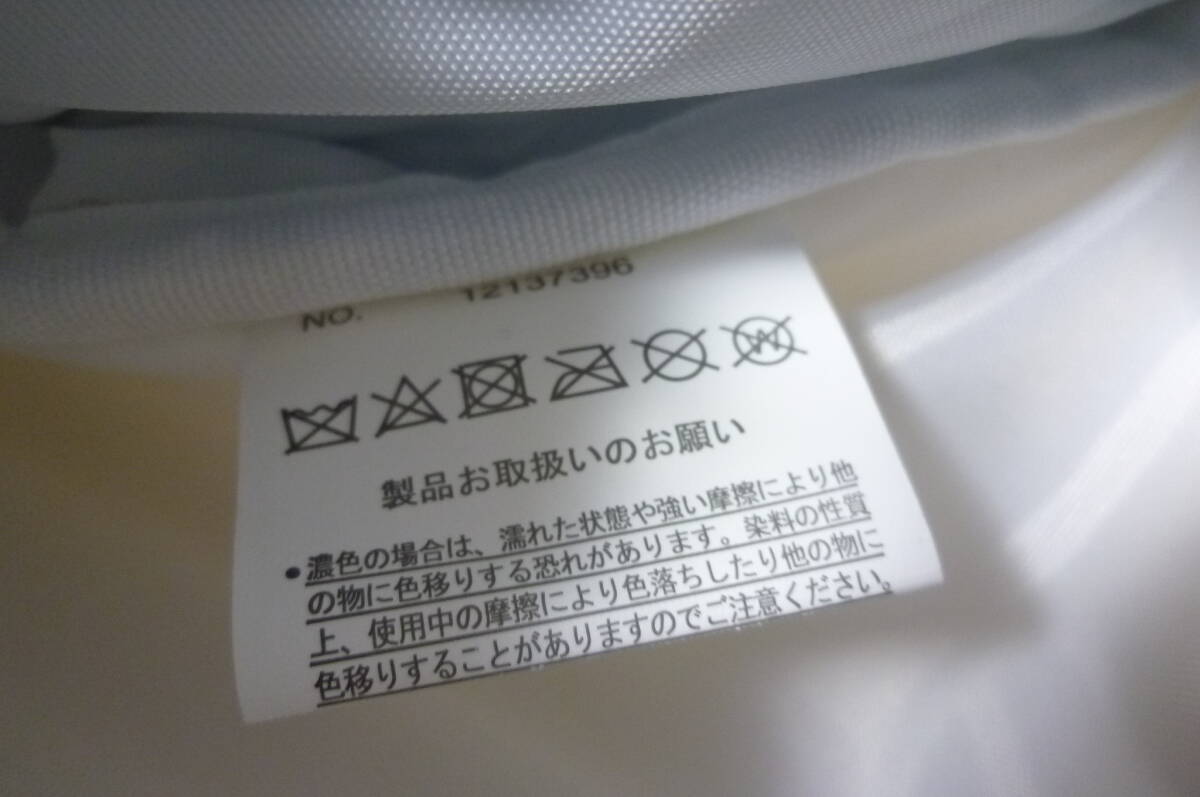 NO. 12137396
W
製品お取扱いのお願い
•濃色の場合は、濡れた状態や強い摩擦により他
の物に色移りする恐れがあります。染料の性質
上、使用中の摩擦により色落ちしたり他の物に
色移りすることがありますのでご注意ください。